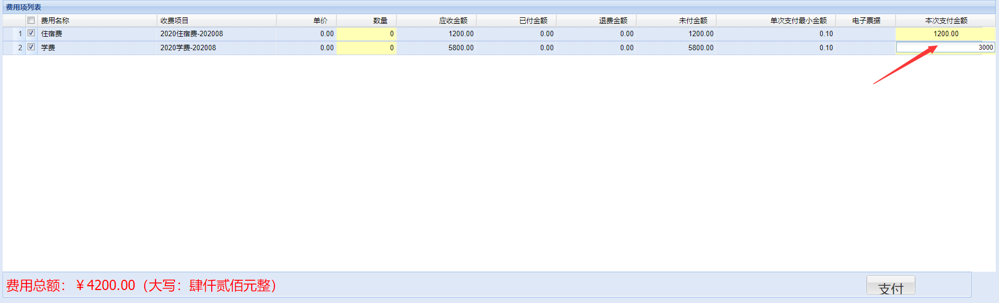 费用项列表
费用名称 收费项目 单价 数量 应收金额 已付金额 退费金额 未付金额 单次支付最小金额 电子票据 本次支付金额
1 住宿费 2020住宿费-202008 0.00 0 1200.00 0.00 0.00 1200.00 0.10 1200.00
2 学费 2020学费-202008 0.00 0 5800.00 0.00 0.00 5800.00 0.10 3000
费用总额：￥4200.00（大写：肆仟贰佰元整） 支付